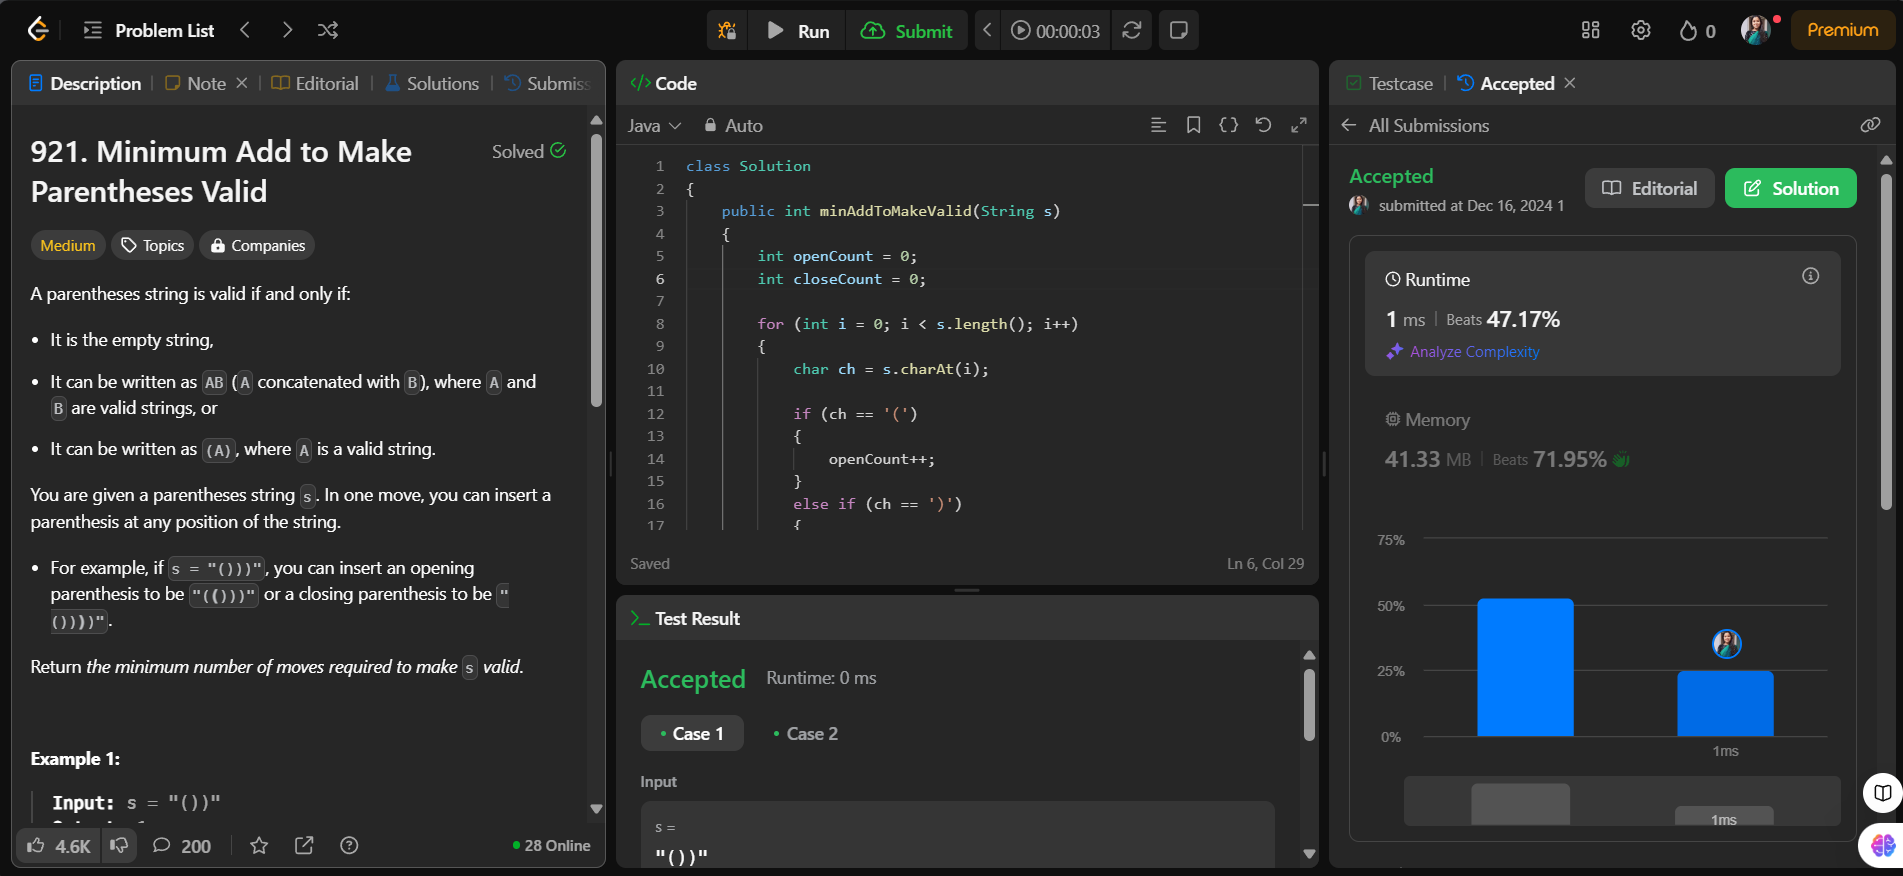 Problem List
Run
Submit
00:00:03
0
Premium
Description
Note
Editorial
Solutions
Submiss
921. Minimum Add to Make
Parentheses Valid
Solved
Medium
Topics
Companies
A parentheses string is valid if and only if:
• It is the empty string,
• It can be written as AB (A concatenated with B), where A and
B are valid strings, or
• It can be written as (A), where A is a valid string.
You are given a parentheses string s. In one move, you can insert a
parenthesis at any position of the string.
• For example, if s = "()))", you can insert an opening
parenthesis to be "(()))" or a closing parenthesis to be "
())))".
Return the minimum number of moves required to make s valid.
Example 1:
Input: s = "())"
4.6K
200
28 Online
</> Code
Java
Auto
1 class Solution
2 {
3 public int minAddToMakeValid(String s)
4 {
5 int openCount = 0;
6 int closeCount = 0;
7
8 for (int i = 0; i < s.length(); i++)
9 {
10 char ch = s.charAt(i);
11
12 if (ch == '(')
13 {
14 openCount++;
15 }
16 else if (ch == ')')
17 {
Saved
Ln 6, Col 29
Test Result
Accepted
Runtime: 0 ms
• Case 1
• Case 2
Input
s =
"())"
Testcase
Accepted
All Submissions
Accepted
submitted at Dec 16, 2024 1
Editorial
Solution
Runtime
1 ms
Beats 47.17%
Analyze Complexity
Memory
41.33 MB
Beats 71.95%
75%
50%
25%
0%
1ms
1ms